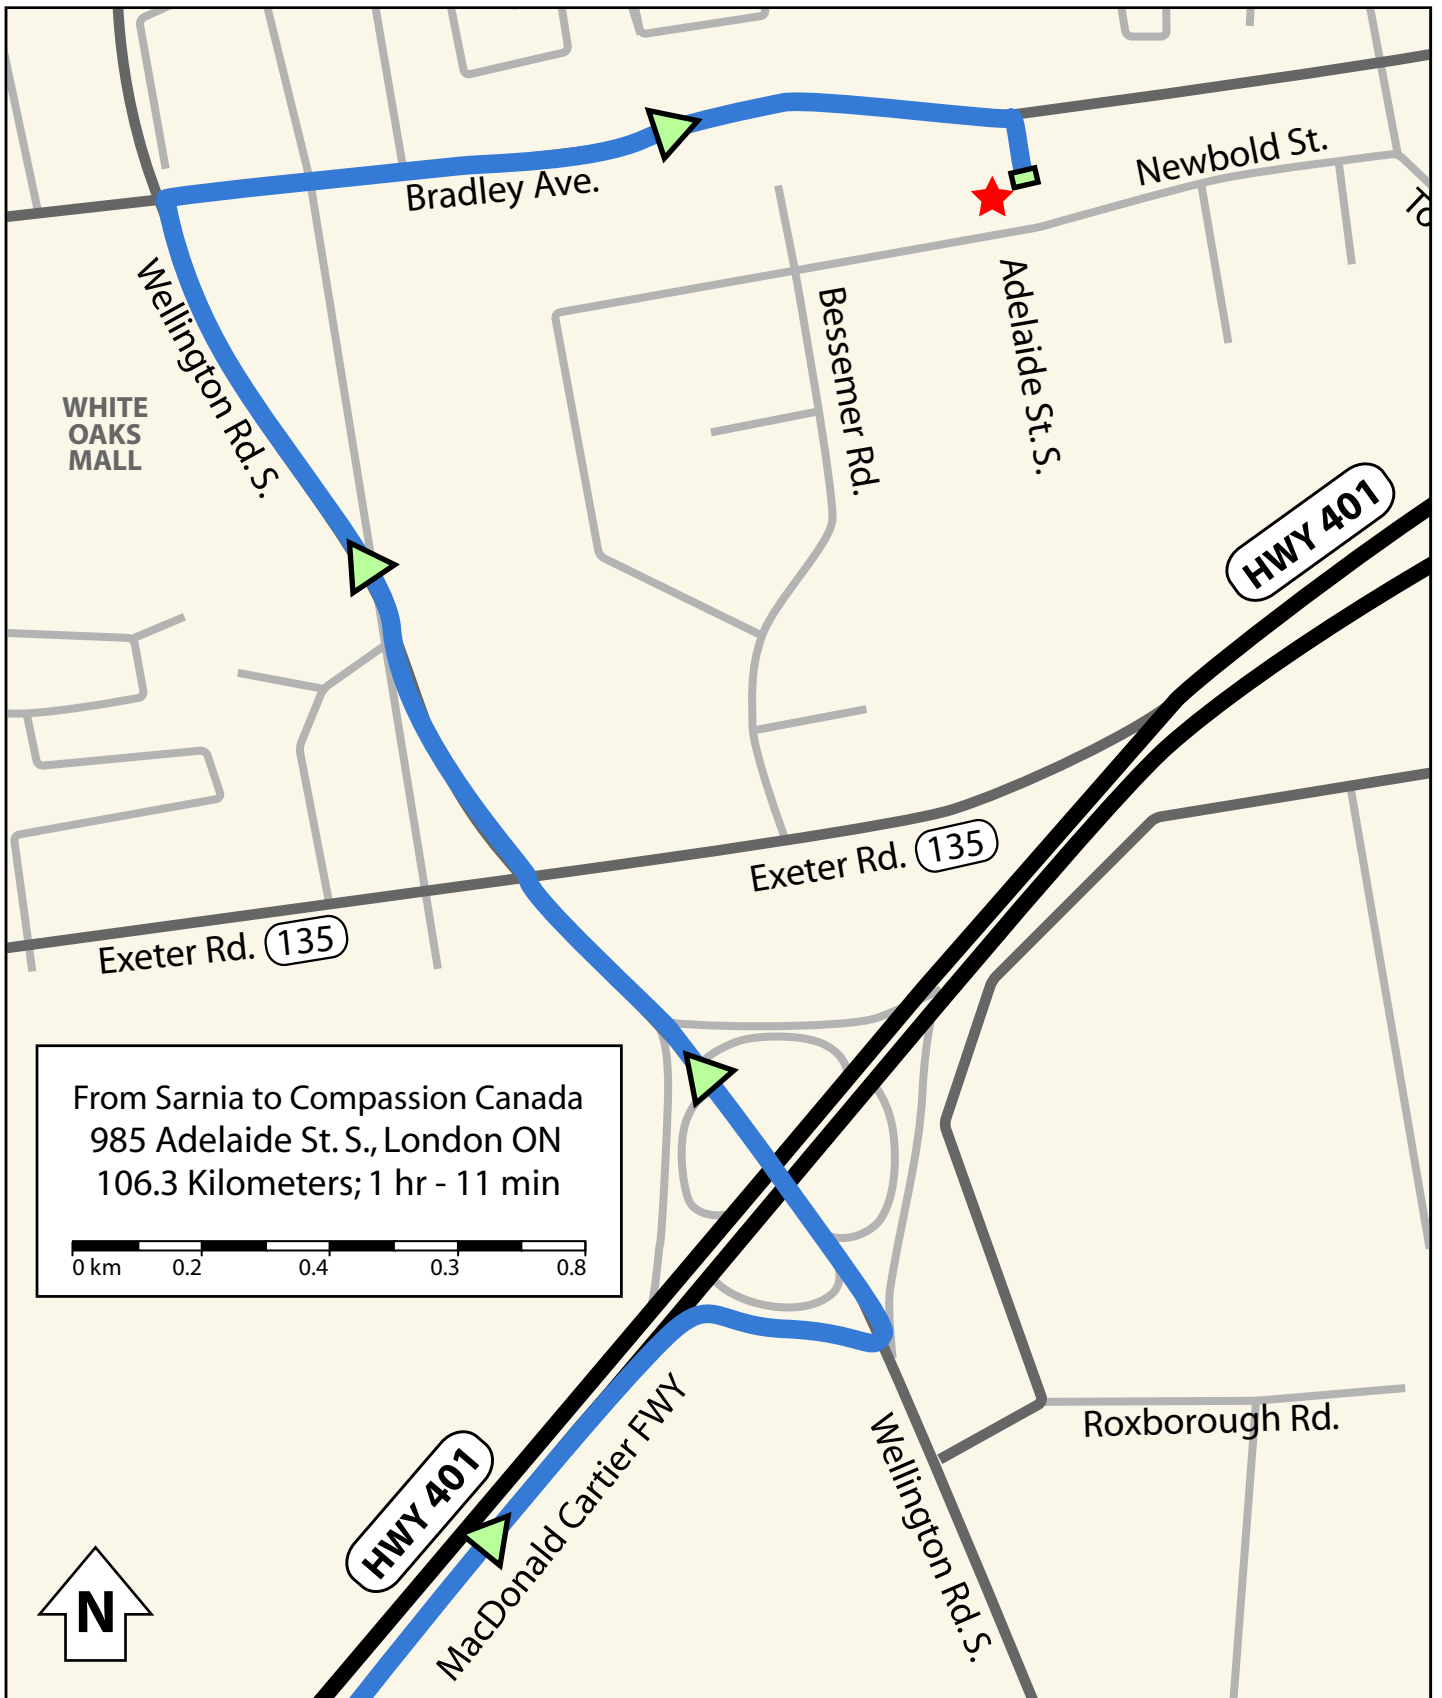 Bradley Ave.
Newbold St.
To
Wellington Rd. S.
Bessemer Rd.
Adelaide St. S.
WHITE
OAKS
MALL
HWY 401
Exeter Rd. 135
Exeter Rd. 135
From Sarnia to Compassion Canada
985 Adelaide St. S., London ON
106.3 Kilometers; 1 hr - 11 min
0 km 0.2 0.4 0.3 0.8
HWY 401
MacDonald Cartier FWY
Wellington Rd. S.
Roxborough Rd.
N